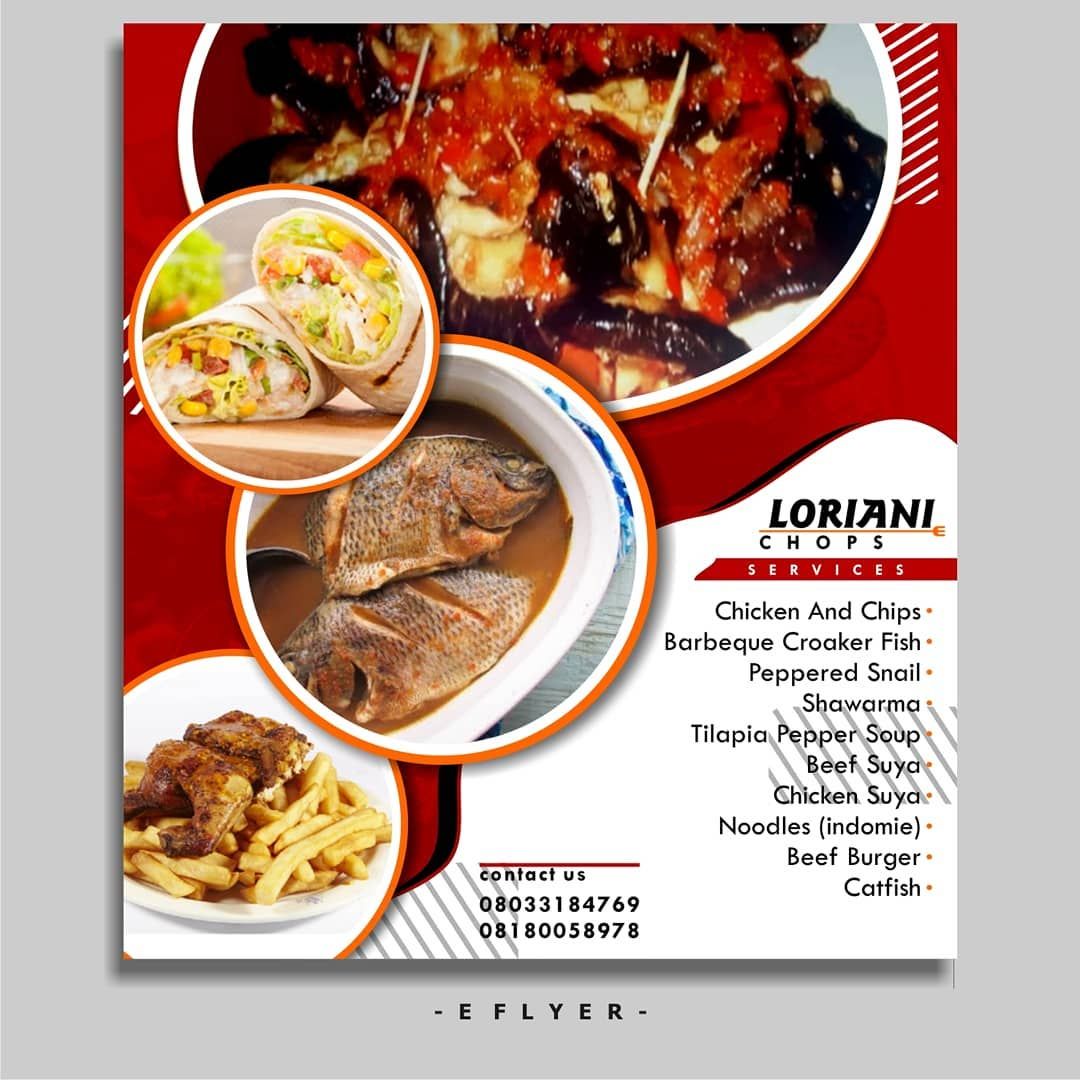 LORIANI
CHOPS
SERVICES
Chicken And Chips•
Barbeque Croaker Fish•
Peppered Snail•
Shawarma•
Tilapia Pepper Soup•
Beef Suya•
Chicken Suya•
Noodles (indomie)•
Beef Burger•
Catfish•
contact us
08033184769
08180058978
- E FLYER -